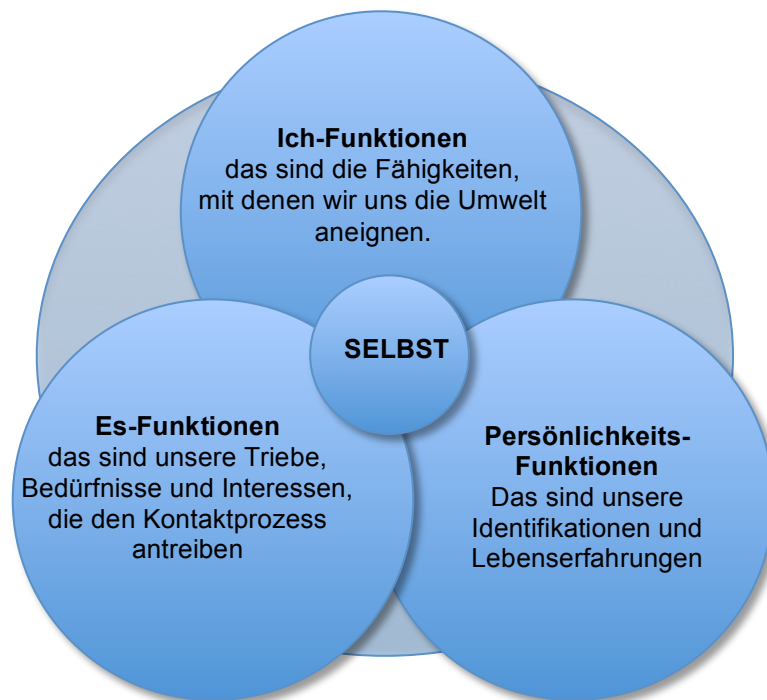 Ich-Funktionen
das sind die Fähigkeiten,
mit denen wir uns die Umwelt
aneignen.
SELBST
Es-Funktionen
das sind unsere Triebe,
Bedürfnisse und Interessen,
die den Kontaktprozess
antreiben
Persönlichkeits-
Funktionen
Das sind unsere
Identifikationen und
Lebenserfahrungen